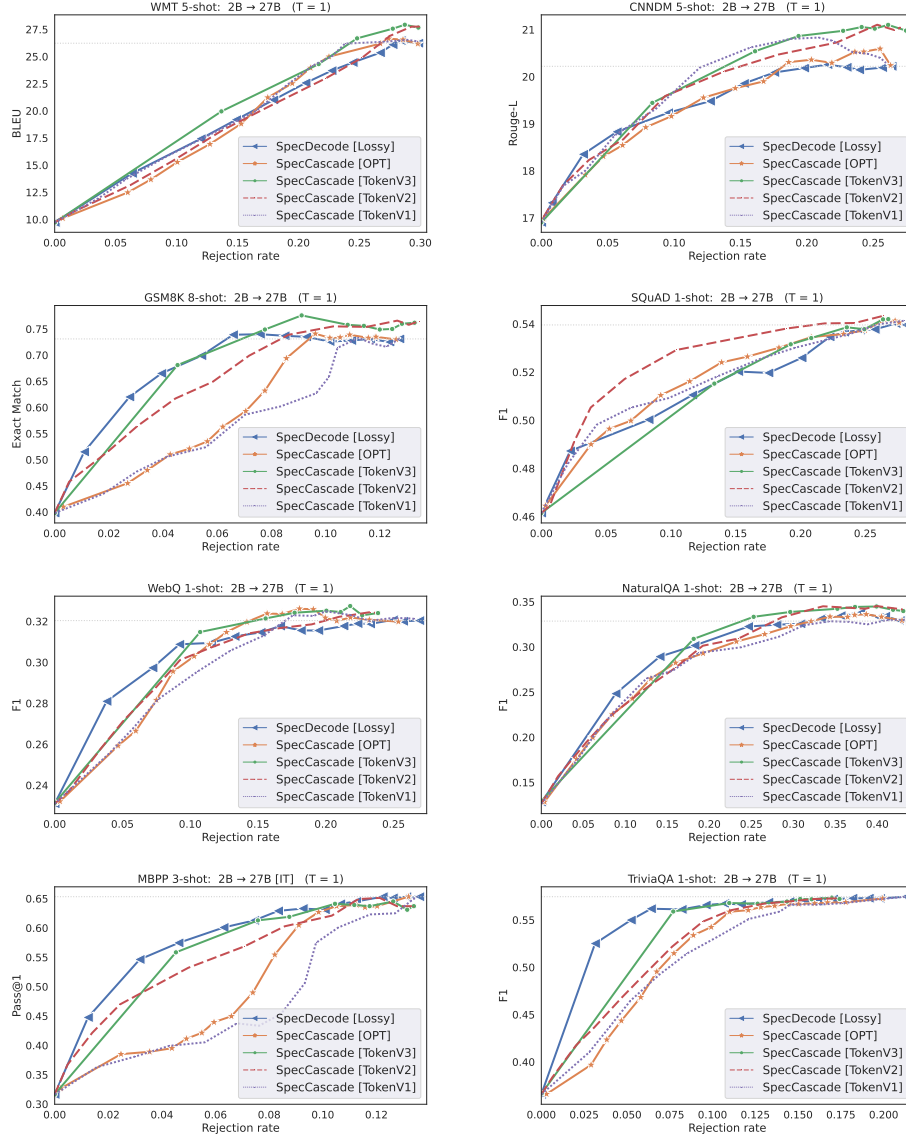 WMT 5-shot: 2B → 27B (T = 1)
BLEU
27.5
25.0
22.5
20.0
17.5
15.0
12.5
10.0
SpecDecode [Lossy]
SpecCascade [OPT]
SpecCascade [TokenV3]
SpecCascade [TokenV2]
SpecCascade [TokenV1]
0.00 0.05 0.10 0.15 0.20 0.25 0.30
Rejection rate
CNNDM 5-shot: 2B → 27B (T = 1)
Rouge-L
21
20
19
18
17
SpecDecode [Lossy]
SpecCascade [OPT]
SpecCascade [TokenV3]
SpecCascade [TokenV2]
SpecCascade [TokenV1]
0.00 0.05 0.10 0.15 0.20 0.25
Rejection rate
GSM8K 8-shot: 2B → 27B (T = 1)
Exact Match
0.75
0.70
0.65
0.60
0.55
0.50
0.45
0.40
SpecDecode [Lossy]
SpecCascade [OPT]
SpecCascade [TokenV3]
SpecCascade [TokenV2]
SpecCascade [TokenV1]
0.00 0.02 0.04 0.06 0.08 0.10 0.12
Rejection rate
SQuAD 1-shot: 2B → 27B (T = 1)
F1
0.54
0.52
0.50
0.48
0.46
SpecDecode [Lossy]
SpecCascade [OPT]
SpecCascade [TokenV3]
SpecCascade [TokenV2]
SpecCascade [TokenV1]
0.00 0.05 0.10 0.15 0.20 0.25
Rejection rate
WebQ 1-shot: 2B → 27B (T = 1)
F1
0.32
0.30
0.28
0.26
0.24
SpecDecode [Lossy]
SpecCascade [OPT]
SpecCascade [TokenV3]
SpecCascade [TokenV2]
SpecCascade [TokenV1]
0.00 0.05 0.10 0.15 0.20 0.25
Rejection rate
NaturalQA 1-shot: 2B → 27B (T = 1)
F1
0.35
0.30
0.25
0.20
0.15
SpecDecode [Lossy]
SpecCascade [OPT]
SpecCascade [TokenV3]
SpecCascade [TokenV2]
SpecCascade [TokenV1]
0.00 0.05 0.10 0.15 0.20 0.25 0.30 0.35 0.40
Rejection rate
MBPP 3-shot: 2B → 27B [IT] (T = 1)
Pass@1
0.65
0.60
0.55
0.50
0.45
0.40
0.35
0.30
SpecDecode [Lossy]
SpecCascade [OPT]
SpecCascade [TokenV3]
SpecCascade [TokenV2]
SpecCascade [TokenV1]
0.00 0.02 0.04 0.06 0.08 0.10 0.12
Rejection rate
TriviaQA 1-shot: 2B → 27B (T = 1)
F1
0.55
0.50
0.45
0.40
SpecDecode [Lossy]
SpecCascade [OPT]
SpecCascade [TokenV3]
SpecCascade [TokenV2]
SpecCascade [TokenV1]
0.000 0.025 0.050 0.075 0.100 0.125 0.150 0.175 0.200
Rejection rate